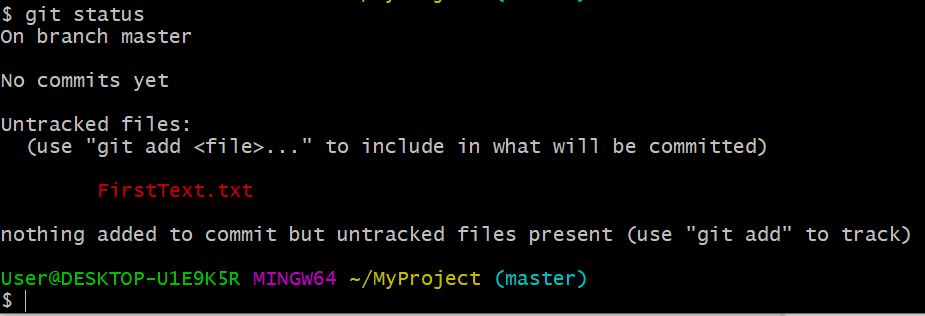 $ git status
On branch master
No commits yet
Untracked files:
(use "git add <file>..." to include in what will be committed)
FirstText.txt
nothing added to commit but untracked files present (use "git add" to track)
User@DESKTOP-U1E9K5R MINGW64 ~/MyProject (master)
$